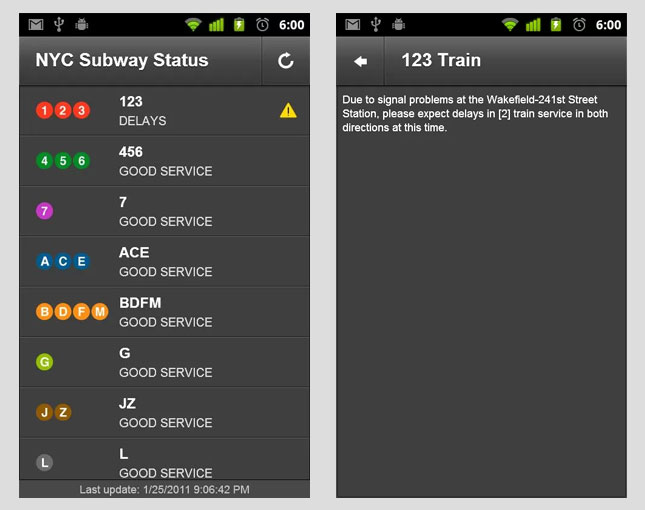 6:00
NYC Subway Status
1 2 3
123
DELAYS
4 5 6
456
GOOD SERVICE
7
7
GOOD SERVICE
A C E
ACE
GOOD SERVICE
B D F M
BDFM
GOOD SERVICE
G
G
GOOD SERVICE
J Z
JZ
GOOD SERVICE
L
L
GOOD SERVICE
Last update: 1/25/2011 9:06:42 PM
6:00
123 Train
Due to signal problems at the Wakefield-241st Street
Station, please expect delays in [2] train service in both
directions at this time.